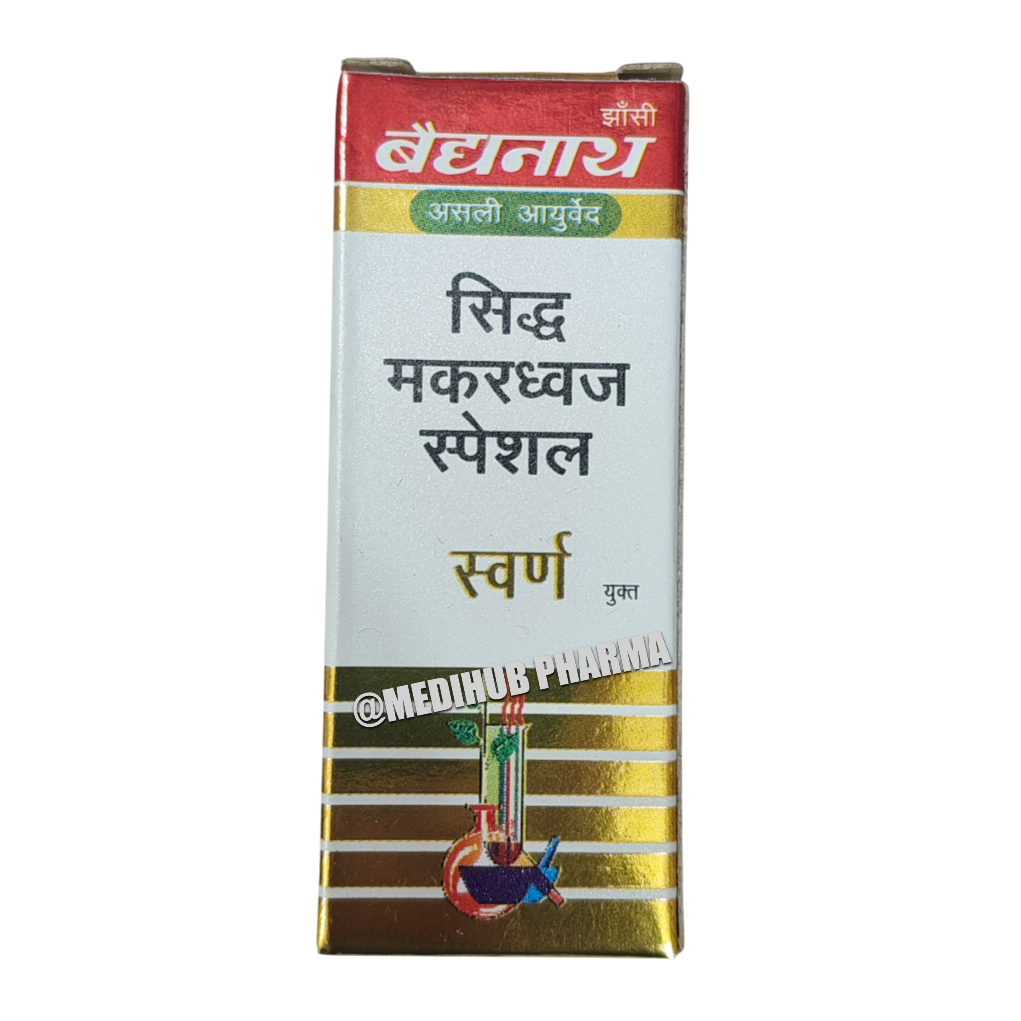 झाँसी
बैद्यनाथ
असली आयुर्वेद
सिद्ध
मकरध्वज
स्पेशल
स्वर्ण युक्त
@MEDIHUB PHARMA